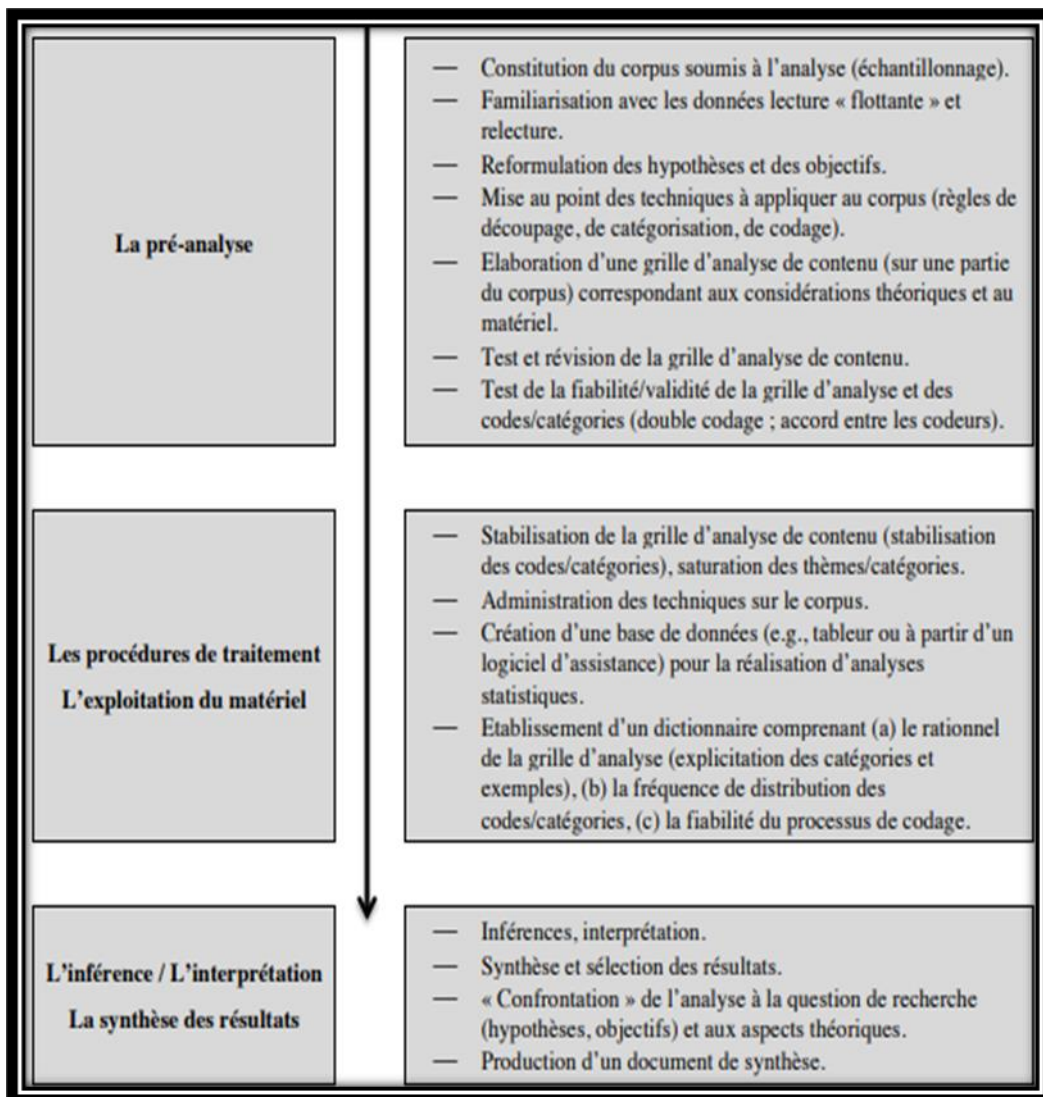 La pré-analyse
— Constitution du corpus soumis à l'analyse (échantillonnage).
— Familiarisation avec les données lecture « flottante » et
relecture.
— Reformulation des hypothèses et des objectifs.
— Mise au point des techniques à appliquer au corpus (règles de
découpage, de catégorisation, de codage).
— Elaboration d'une grille d'analyse de contenu (sur une partie
du corpus) correspondant aux considérations théoriques et au
matériel.
— Test et révision de la grille d'analyse de contenu.
— Test de la fiabilité/validité de la grille d'analyse et des
codes/catégories (double codage ; accord entre les codeurs).
Les procédures de traitement
L'exploitation du matériel
— Stabilisation de la grille d'analyse de contenu (stabilisation
des codes/catégories), saturation des thèmes/catégories.
— Administration des techniques sur le corpus.
— Création d'une base de données (e.g., tableur ou à partir d'un
logiciel d'assistance) pour la réalisation d'analyses
statistiques.
— Etablissement d'un dictionnaire comprenant (a) le rationnel
de la grille d'analyse (explicitation des catégories et
exemples), (b) la fréquence de distribution des
codes/catégories, (c) la fiabilité du processus de codage.
L'inférence / L'interprétation
La synthèse des résultats
— Inférences, interprétation.
— Synthèse et sélection des résultats.
— « Confrontation » de l'analyse à la question de recherche
(hypothèses, objectifs) et aux aspects théoriques.
— Production d'un document de synthèse.